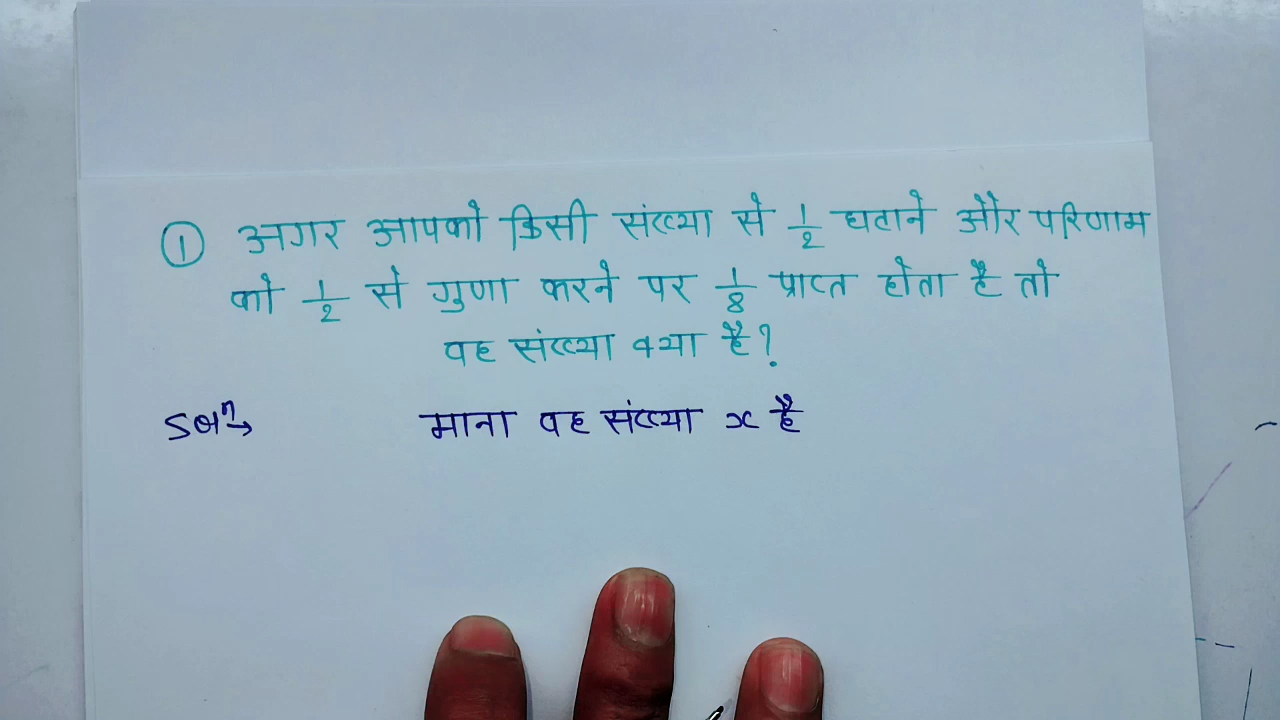 ① अगर आपको किसी संख्या से 1/2 घटाने और परिणाम
को 1/2 से गुणा करने पर 1/8 प्राप्त होता है तो
वह संख्या क्या है?
Solⁿ→ माना वह संख्या x है